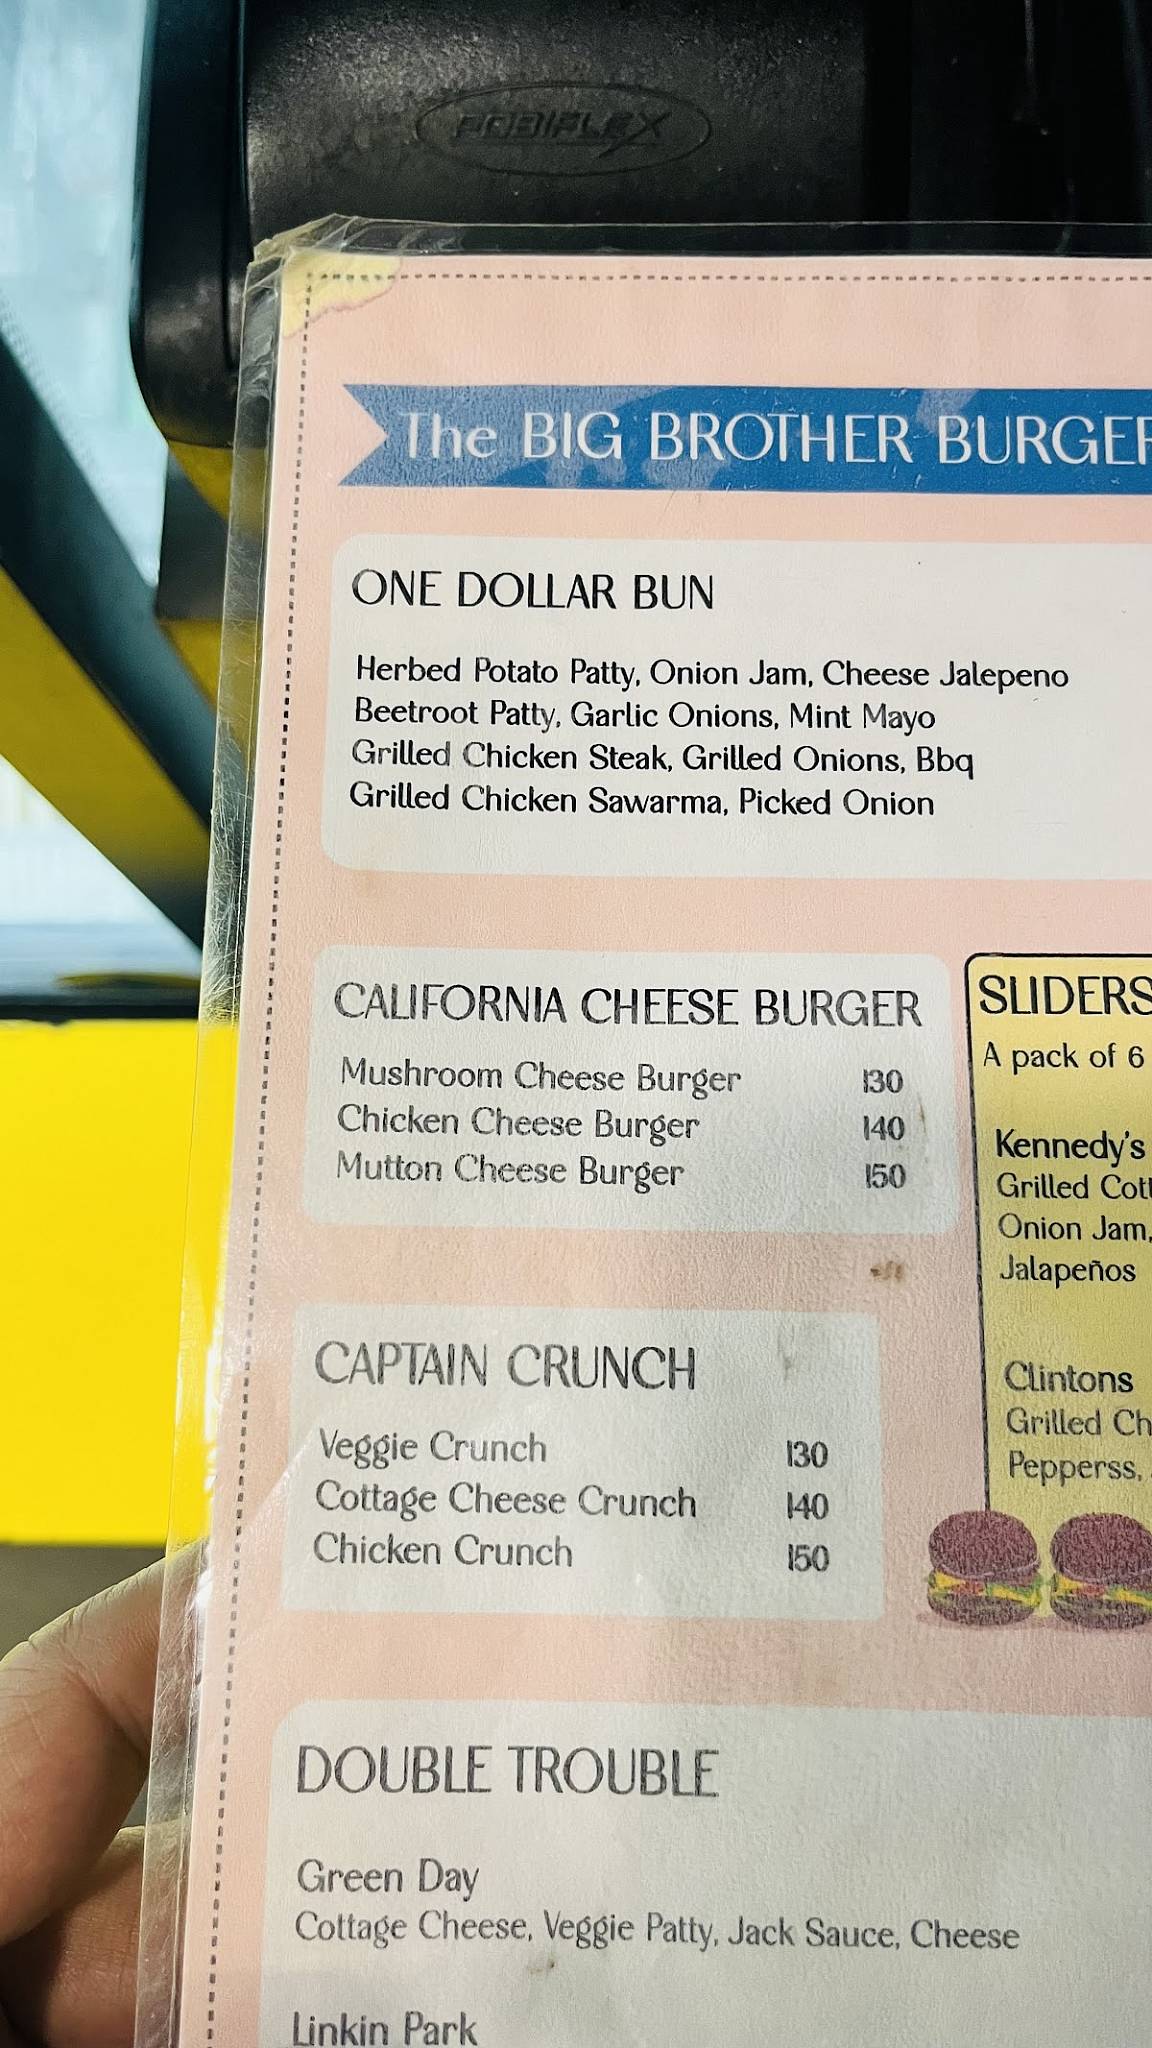 The BIG BROTHER BURGER
ONE DOLLAR BUN
Herbed Potato Patty, Onion Jam, Cheese Jalepeno
Beetroot Patty, Garlic Onions, Mint Mayo
Grilled Chicken Steak, Grilled Onions, Bbq
Grilled Chicken Sawarma, Picked Onion
CALIFORNIA CHEESE BURGER
Mushroom Cheese Burger 130
Chicken Cheese Burger 140
Mutton Cheese Burger 150
SLIDERS
A pack of 6
Kennedy's
Grilled
Onion Jam,
Jalapeños
Clintons
Grilled
Pepperss,
CAPTAIN CRUNCH
Veggie Crunch 130
Cottage Cheese Crunch 140
Chicken Crunch 150
DOUBLE TROUBLE
Green Day
Cottage Cheese, Veggie Patty, Jack Sauce, Cheese
Linkin Park